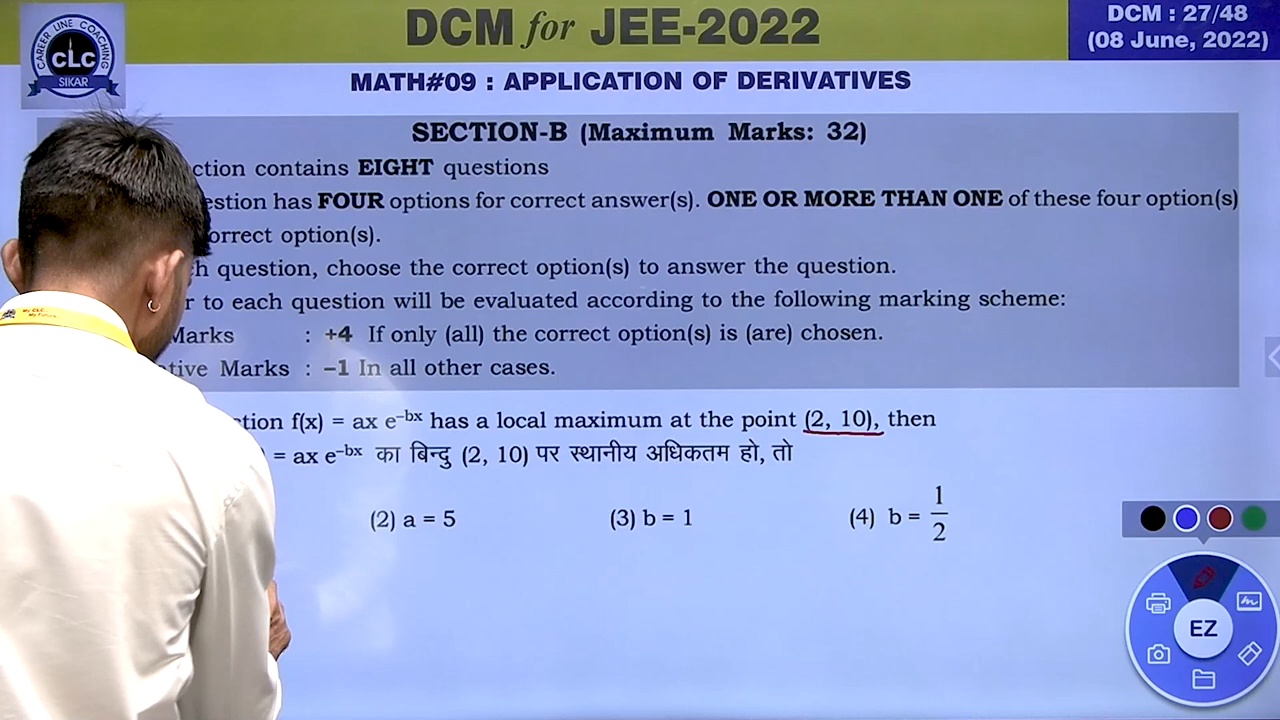 DCM for JEE-2022
DCM : 27/48
(08 June, 2022)
CAREER LINE COACHING
CLC
SIKAR
MATH#09 : APPLICATION OF DERIVATIVES
SECTION-B (Maximum Marks: 32)
contains EIGHT questions
has FOUR options for correct answer(s). ONE OR MORE THAN ONE of these four option(s)
option(s).
question, choose the correct option(s) to answer the question.
to each question will be evaluated according to the following marking scheme:
Marks : +4 If only (all) the correct option(s) is (are) chosen.
Marks : –1 In all other cases.
f(x) = ax e^–bx has a local maximum at the point (2, 10), then
= ax e^–bx का बिन्दु (2, 10) पर स्थानीय अधिकतम हो, तो
(2) a = 5 (3) b = 1 (4) b = 1/2
EZ